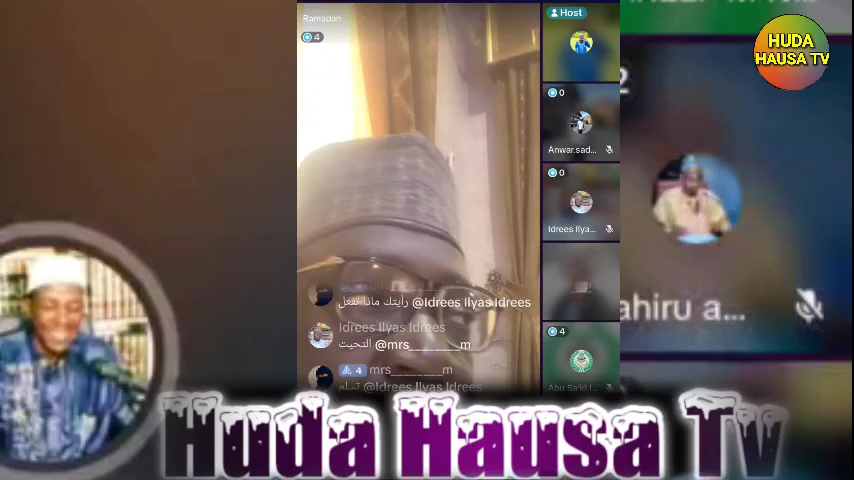 Ramadan
4
Host
0
Anwar.sad...
0
Idrees Ilya...
4
Abu Sa'id I...
@Idrees Ilyas Idrees رأيتك ماذا تفعل
Idrees Ilyas Idrees
@mrs________m التحيت
4 mrs________m
@Idrees Ilyas Idrees تسلم
HUDA
HAUSA TV
ahiru a...
Huda Hausa Tv